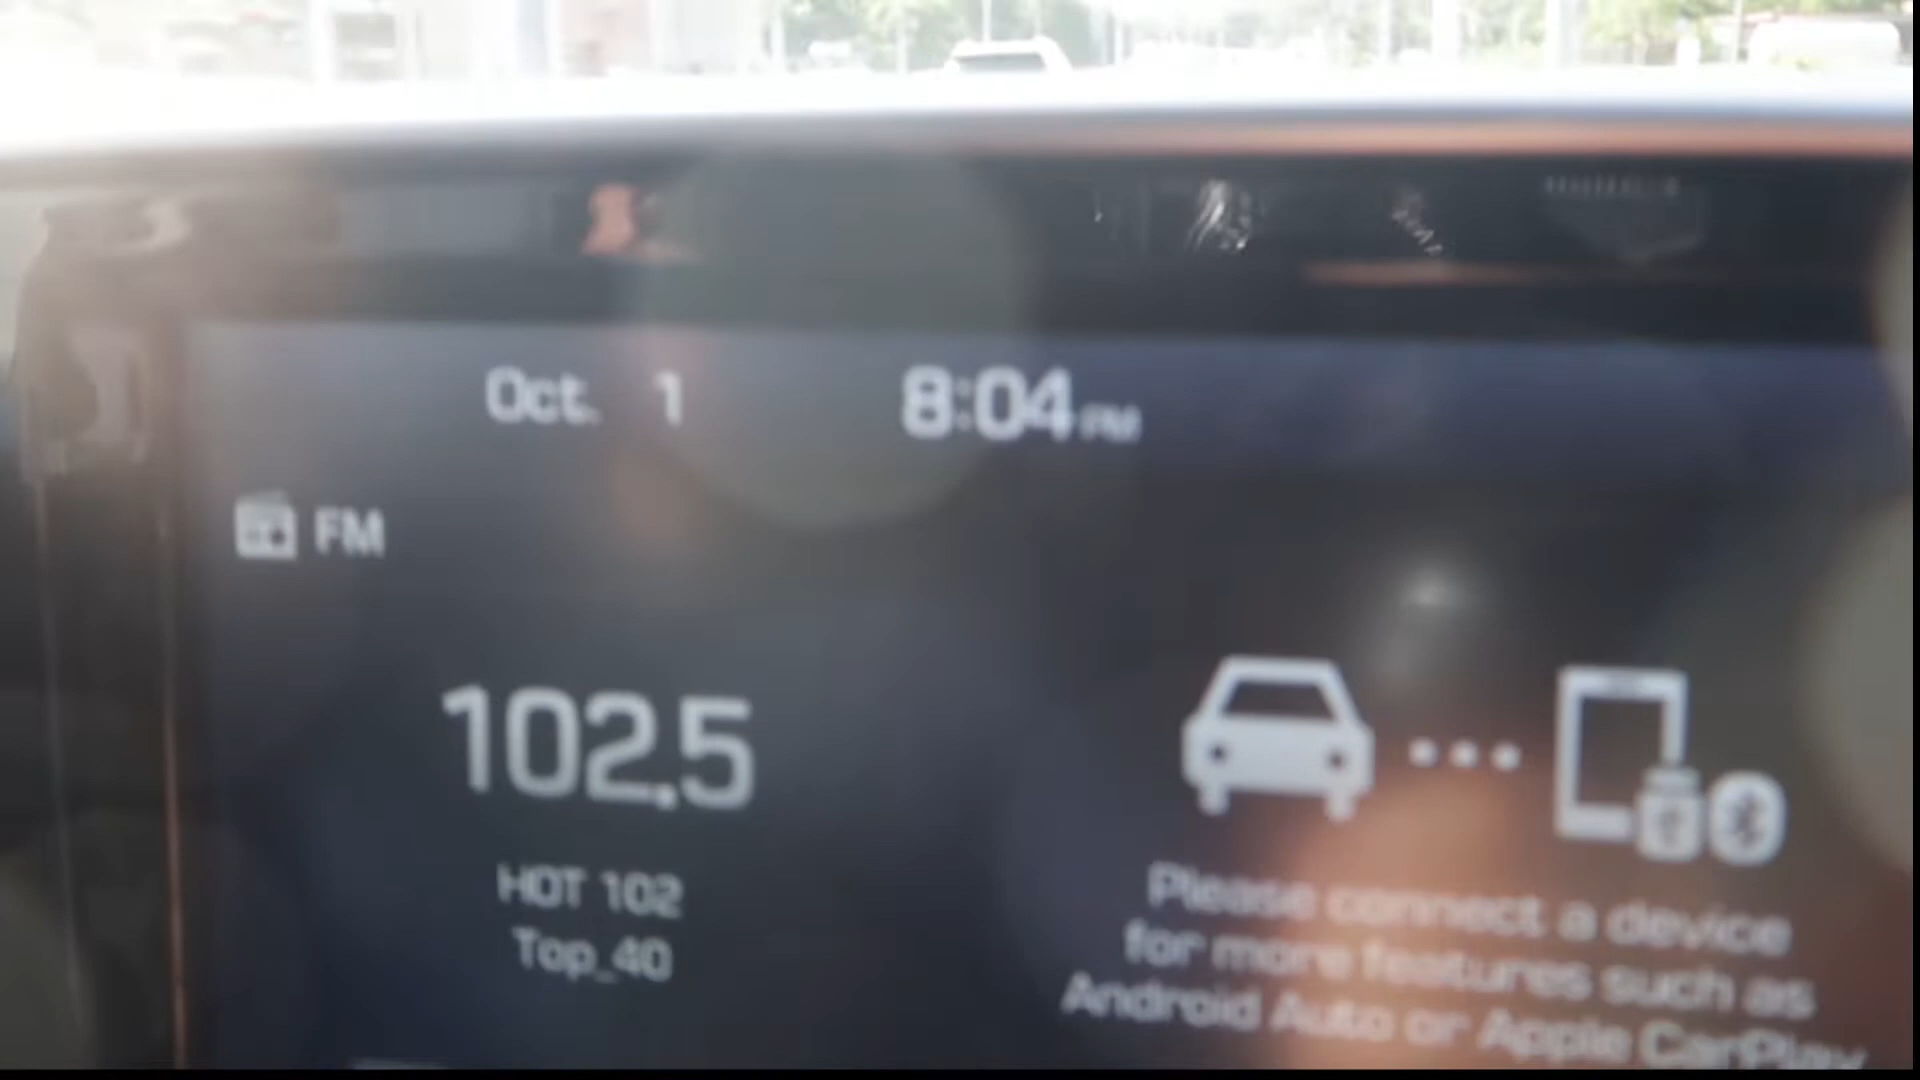 Oct. 1 8:04 PM
FM
102.5
HOT 102
Top_40
Please connect a device
for more features such as
Android Auto or Apple CarPlay